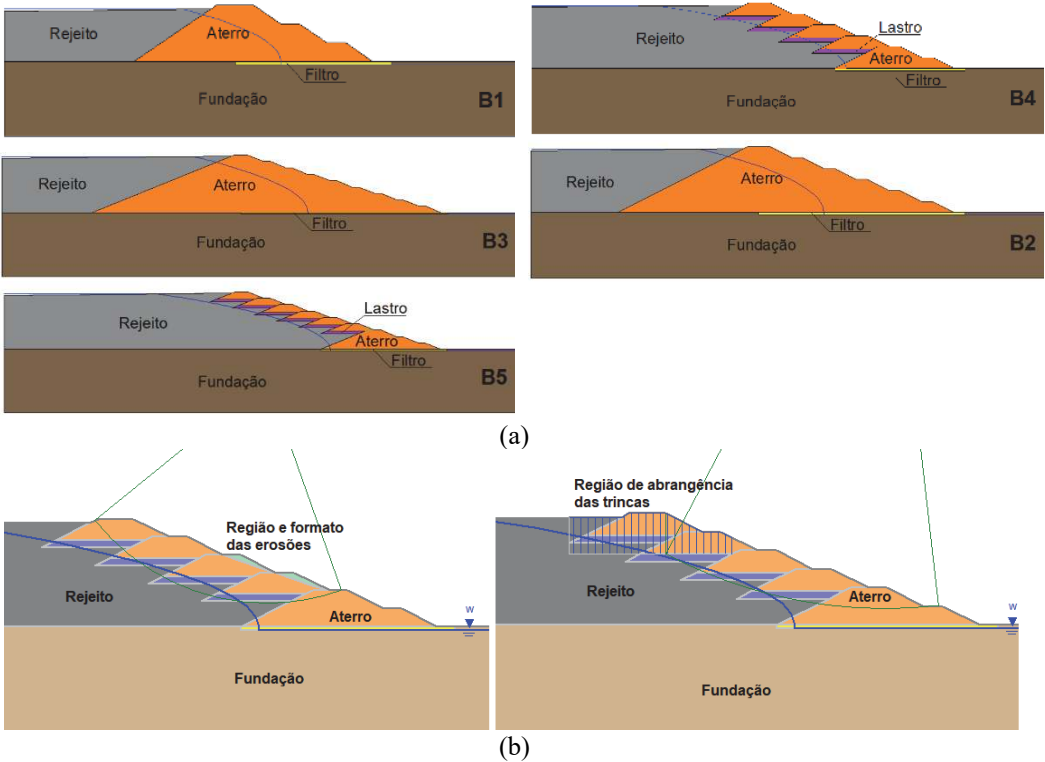 Rejeito
Aterro
Filtro
Fundação
B1
Lastro
Rejeito
Aterro
Filtro
Fundação
B4
Rejeito
Aterro
Filtro
Fundação
B3
Rejeito
Aterro
Filtro
Fundação
B2
Lastro
Rejeito
Aterro
Filtro
Fundação
B5
(a)
Região e formato
das erosões
Rejeito
Aterro
w
Fundação
Região de abrangência
das trincas
Rejeito
Aterro
w
Fundação
(b)